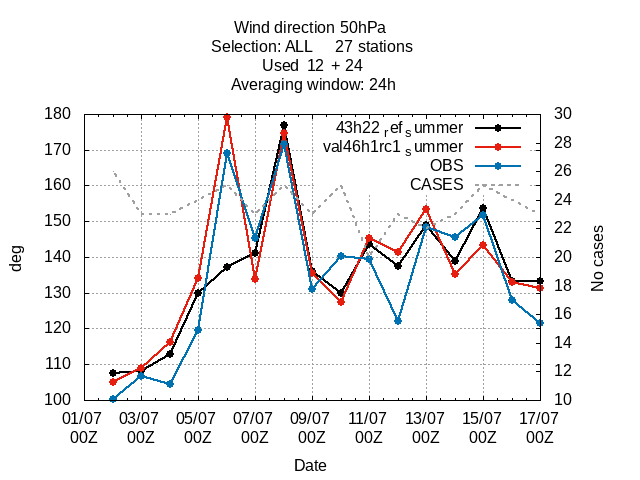 Wind direction 50hPa
Selection: ALL 27 stations
Used 12 + 24
Averaging window: 24h
43h22 refsummer
val46h1rc1 summer
OBS
CASES
180
170
160
150
140
130
120
110
100
deg
30
28
26
24
22
20
18
16
14
12
10
No cases
01/07 03/07 05/07 07/07 09/07 11/07 13/07 15/07 17/07
00Z 00Z 00Z 00Z 00Z 00Z 00Z 00Z 00Z
Date